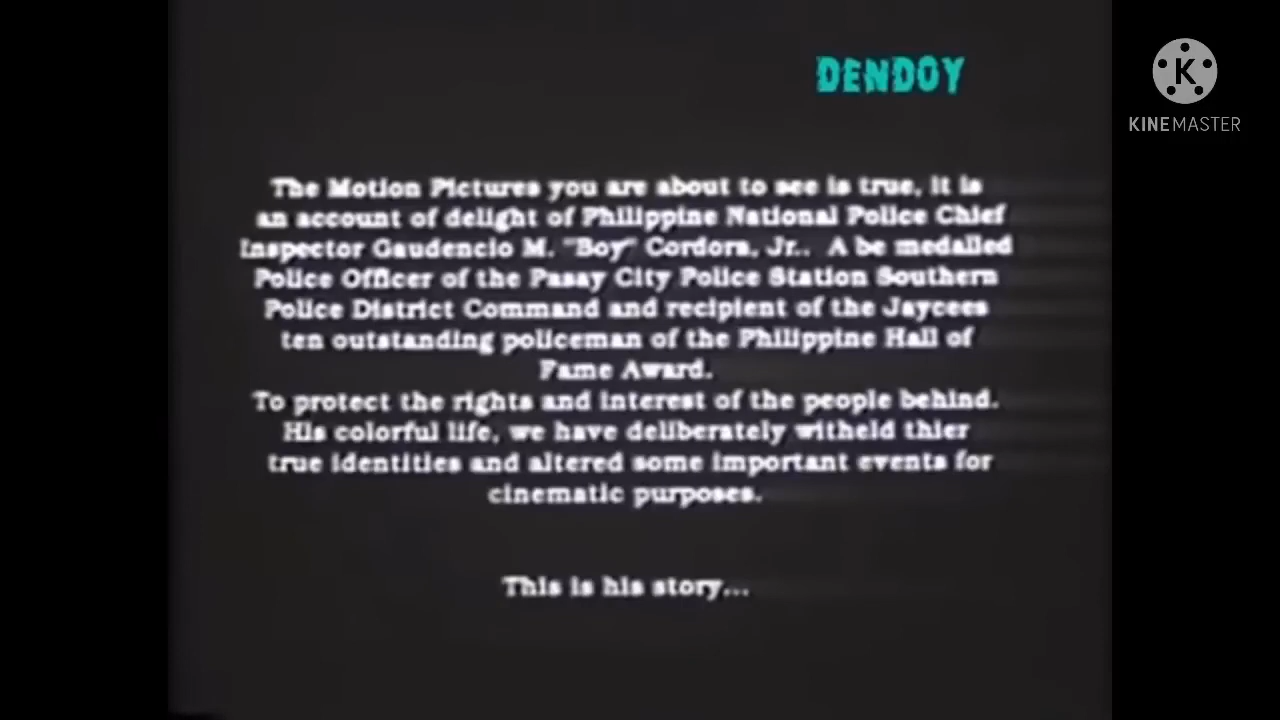 DENDOY
K
KINEMASTER
The Motion Pictures you are about to see is true, it is
an account of delight of Philippine National Police Chief
Inspector Gaudencio M. "Boy" Cordora, Jr.. A be medalled
Police Officer of the Pasay City Police Station Southern
Police District Command and recipient of the Jaycees
ten outstanding policeman of the Philippine Hall of
Fame Award.
To protect the rights and interest of the people behind.
His colorful life, we have deliberately witheld thier
true identities and altered some important events for
cinematic purposes.
This is his story...